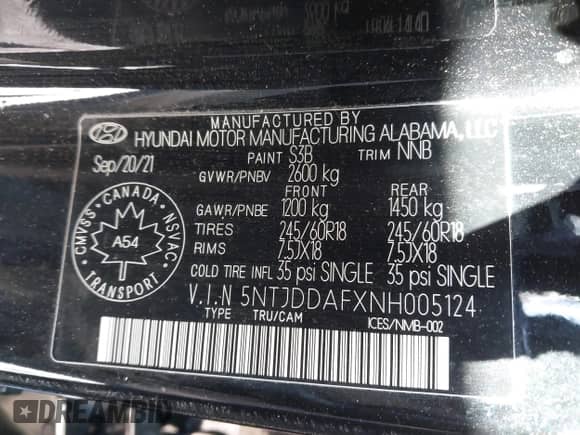 MANUFACTURED BY
HYUNDAI MOTOR MANUFACTURING ALABAMA, LLC
Sep/20/21 PAINT S3B TRIM NNB
GVWR/PNBV 2600 kg
FRONT REAR
GAWR/PNBE 1200 kg 1450 kg
TIRES 245/60R18 245/60R18
RIMS 7.5JX18 7.5JX18
COLD TIRE INFL 35 psi SINGLE 35 psi SINGLE
V.I.N 5NTJDDAFXNH005124
TYPE TRU/CAM ICES/NMB-002
CANADA
CMVSS NSVAC
A54
TRANSPORT
DREAMBID